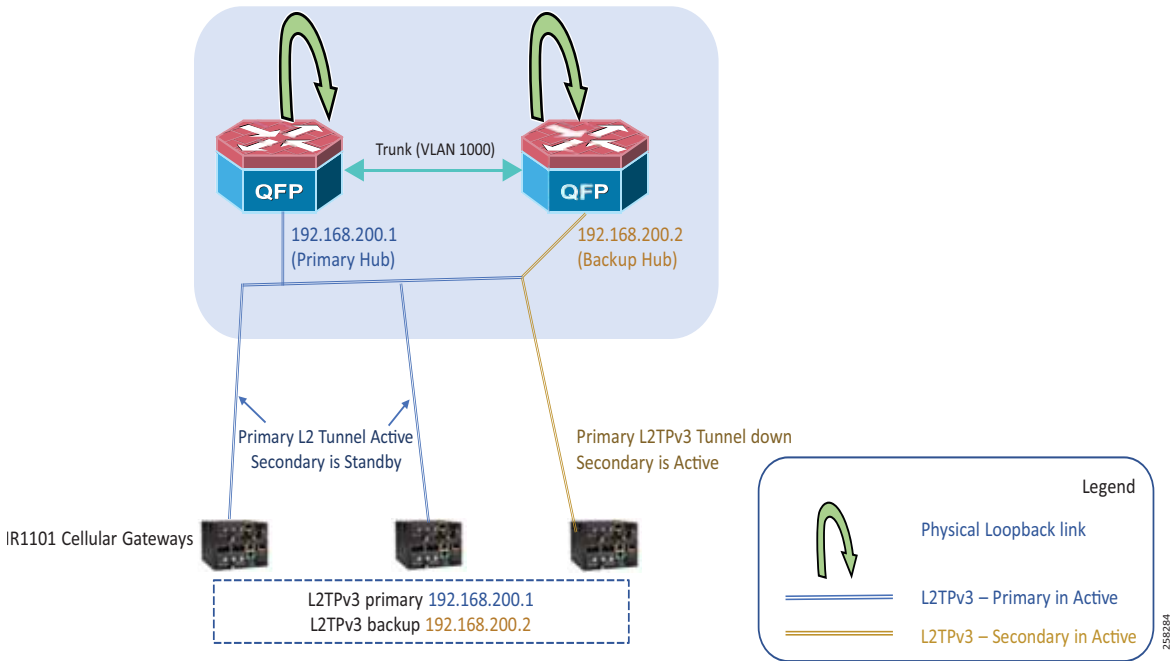 Trunk (VLAN 1000)
QFP
QFP
192.168.200.1
(Primary Hub)
192.168.200.2
(Backup Hub)
Primary L2 Tunnel Active
Secondary is Standby
Primary L2TPv3 Tunnel down
Secondary is Active
IR1101 Cellular Gateways
L2TPv3 primary 192.168.200.1
L2TPv3 backup 192.168.200.2
Legend
Physical Loopback link
L2TPv3 – Primary in Active
L2TPv3 – Secondary in Active
258284